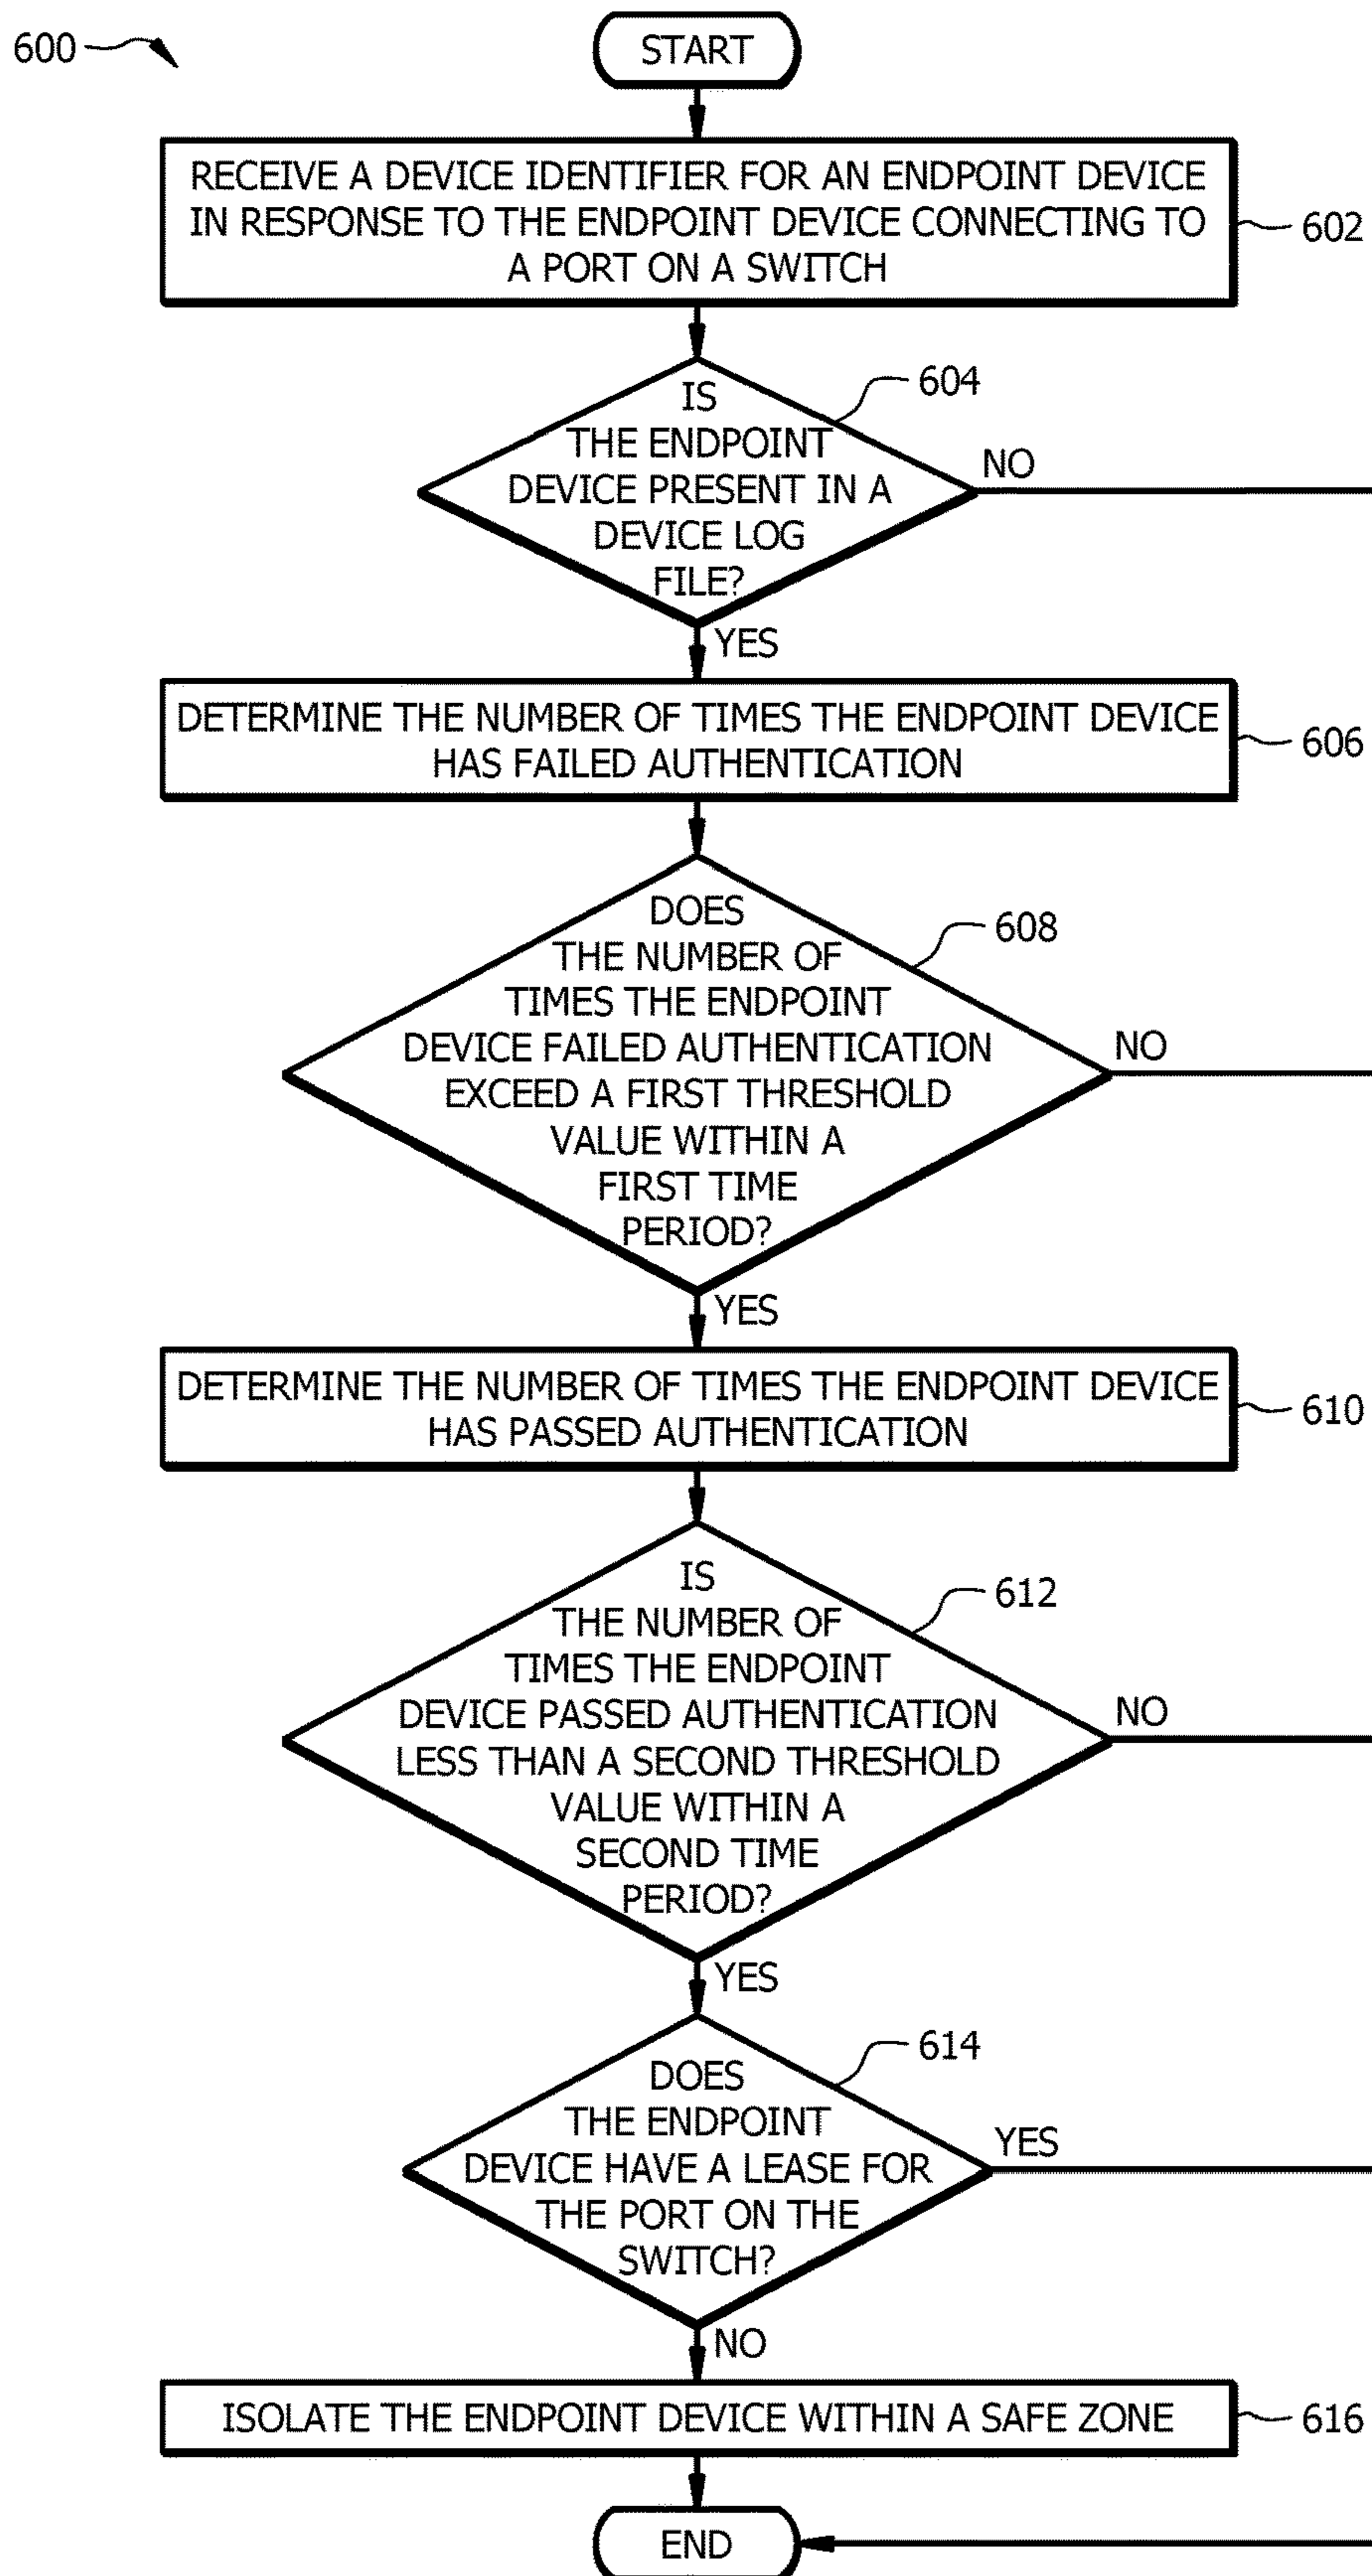 600
START
RECEIVE A DEVICE IDENTIFIER FOR AN ENDPOINT DEVICE
IN RESPONSE TO THE ENDPOINT DEVICE CONNECTING TO
A PORT ON A SWITCH
602
604
IS
THE ENDPOINT
DEVICE PRESENT IN A
DEVICE LOG
FILE?
NO
YES
DETERMINE THE NUMBER OF TIMES THE ENDPOINT DEVICE
HAS FAILED AUTHENTICATION
606
608
DOES
THE NUMBER OF
TIMES THE ENDPOINT
DEVICE FAILED AUTHENTICATION
EXCEED A FIRST THRESHOLD
VALUE WITHIN A
FIRST TIME
PERIOD?
NO
YES
DETERMINE THE NUMBER OF TIMES THE ENDPOINT DEVICE
HAS PASSED AUTHENTICATION
610
612
IS
THE NUMBER OF
TIMES THE ENDPOINT
DEVICE PASSED AUTHENTICATION
LESS THAN A SECOND THRESHOLD
VALUE WITHIN A
SECOND TIME
PERIOD?
NO
YES
614
DOES
THE ENDPOINT
DEVICE HAVE A LEASE FOR
THE PORT ON THE
SWITCH?
YES
NO
ISOLATE THE ENDPOINT DEVICE WITHIN A SAFE ZONE
616
END